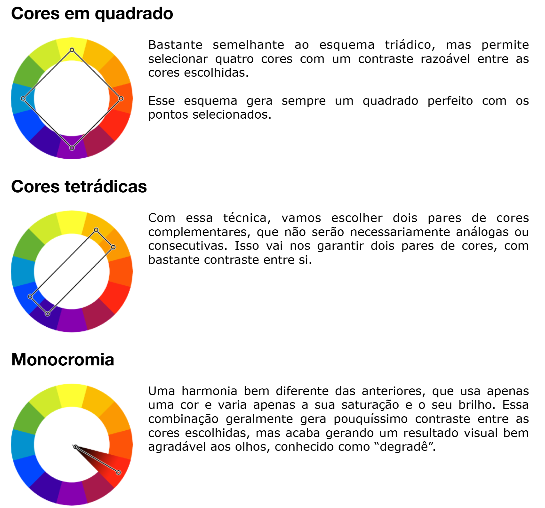 Cores em quadrado
Bastante semelhante ao esquema triádico, mas permite
selecionar quatro cores com um contraste razoável entre as
cores escolhidas.
Esse esquema gera sempre um quadrado perfeito com os
pontos selecionados.
Cores tetrádicas
Com essa técnica, vamos escolher dois pares de cores
complementares, que não serão necessariamente análogas ou
consecutivas. Isso vai nos garantir dois pares de cores, com
bastante contraste entre si.
Monocromia
Uma harmonia bem diferente das anteriores, que usa apenas
uma cor e varia apenas a sua saturação e o seu brilho. Essa
combinação geralmente gera pouquíssimo contraste entre as
cores escolhidas, mas acaba gerando um resultado visual bem
agradável aos olhos, conhecido como “degradê”.